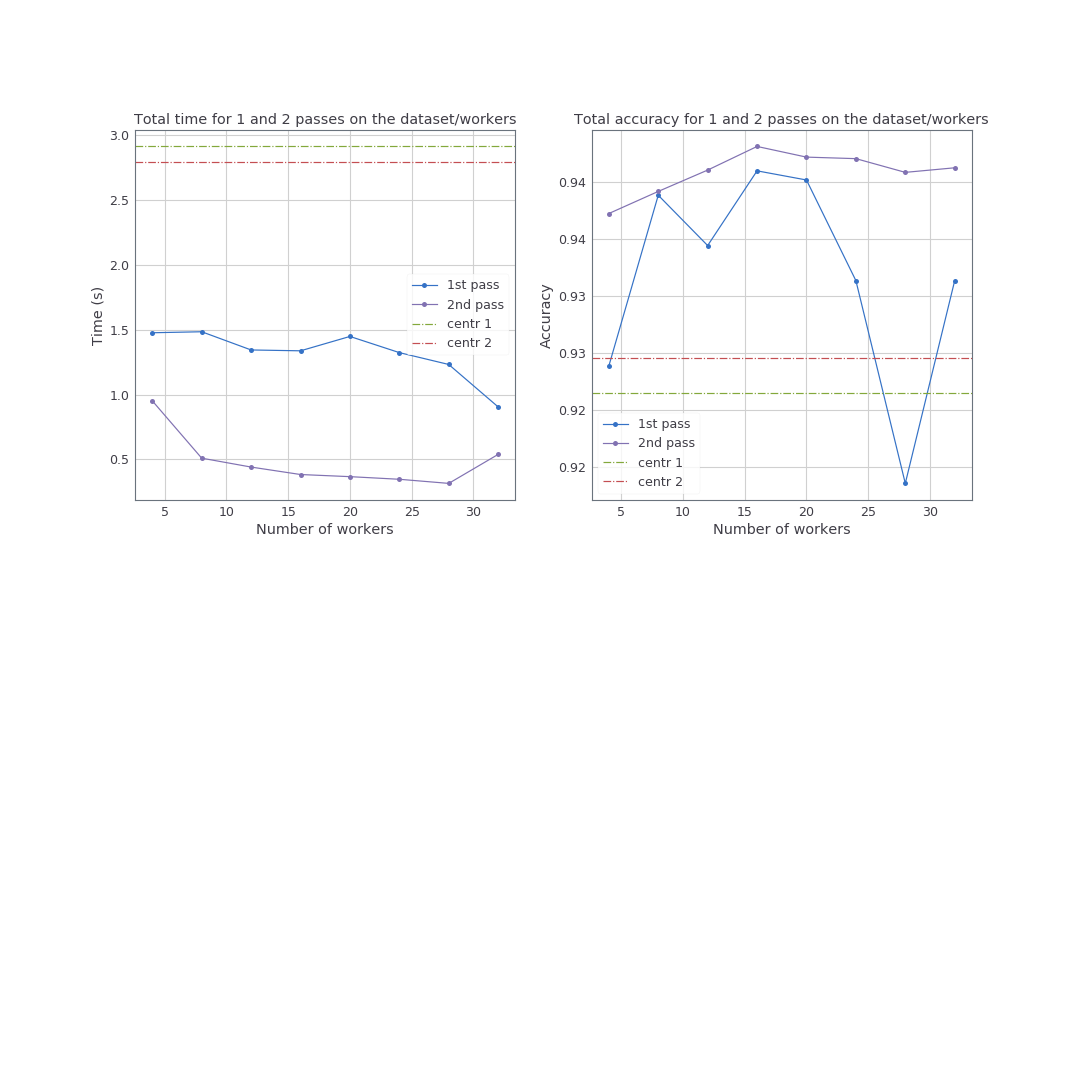 Total time for 1 and 2 passes on the dataset/workers
3.0
2.5
2.0
1.5
1.0
0.5
Time (s)
1st pass
2nd pass
centr 1
centr 2
5 10 15 20 25 30
Number of workers
Total accuracy for 1 and 2 passes on the dataset/workers
0.94
0.94
0.93
0.93
0.92
0.92
Accuracy
1st pass
2nd pass
centr 1
centr 2
5 10 15 20 25 30
Number of workers